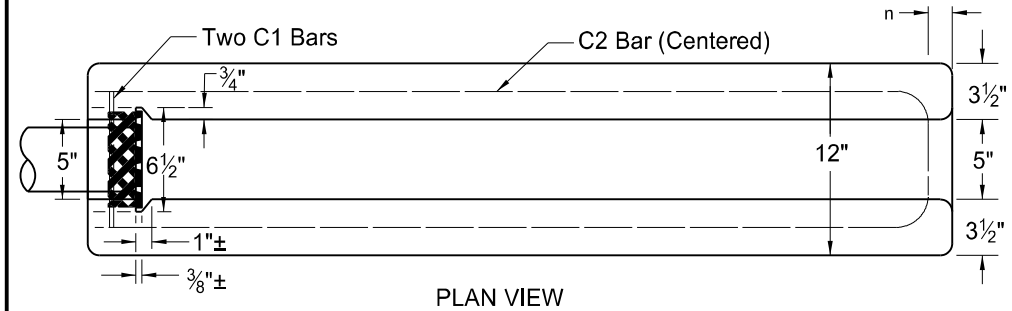 n
Two C1 Bars
C2 Bar (Centered)
¾"
3½"
5"
6½"
12"
5"
3½"
1"±
⅜"±
PLAN VIEW